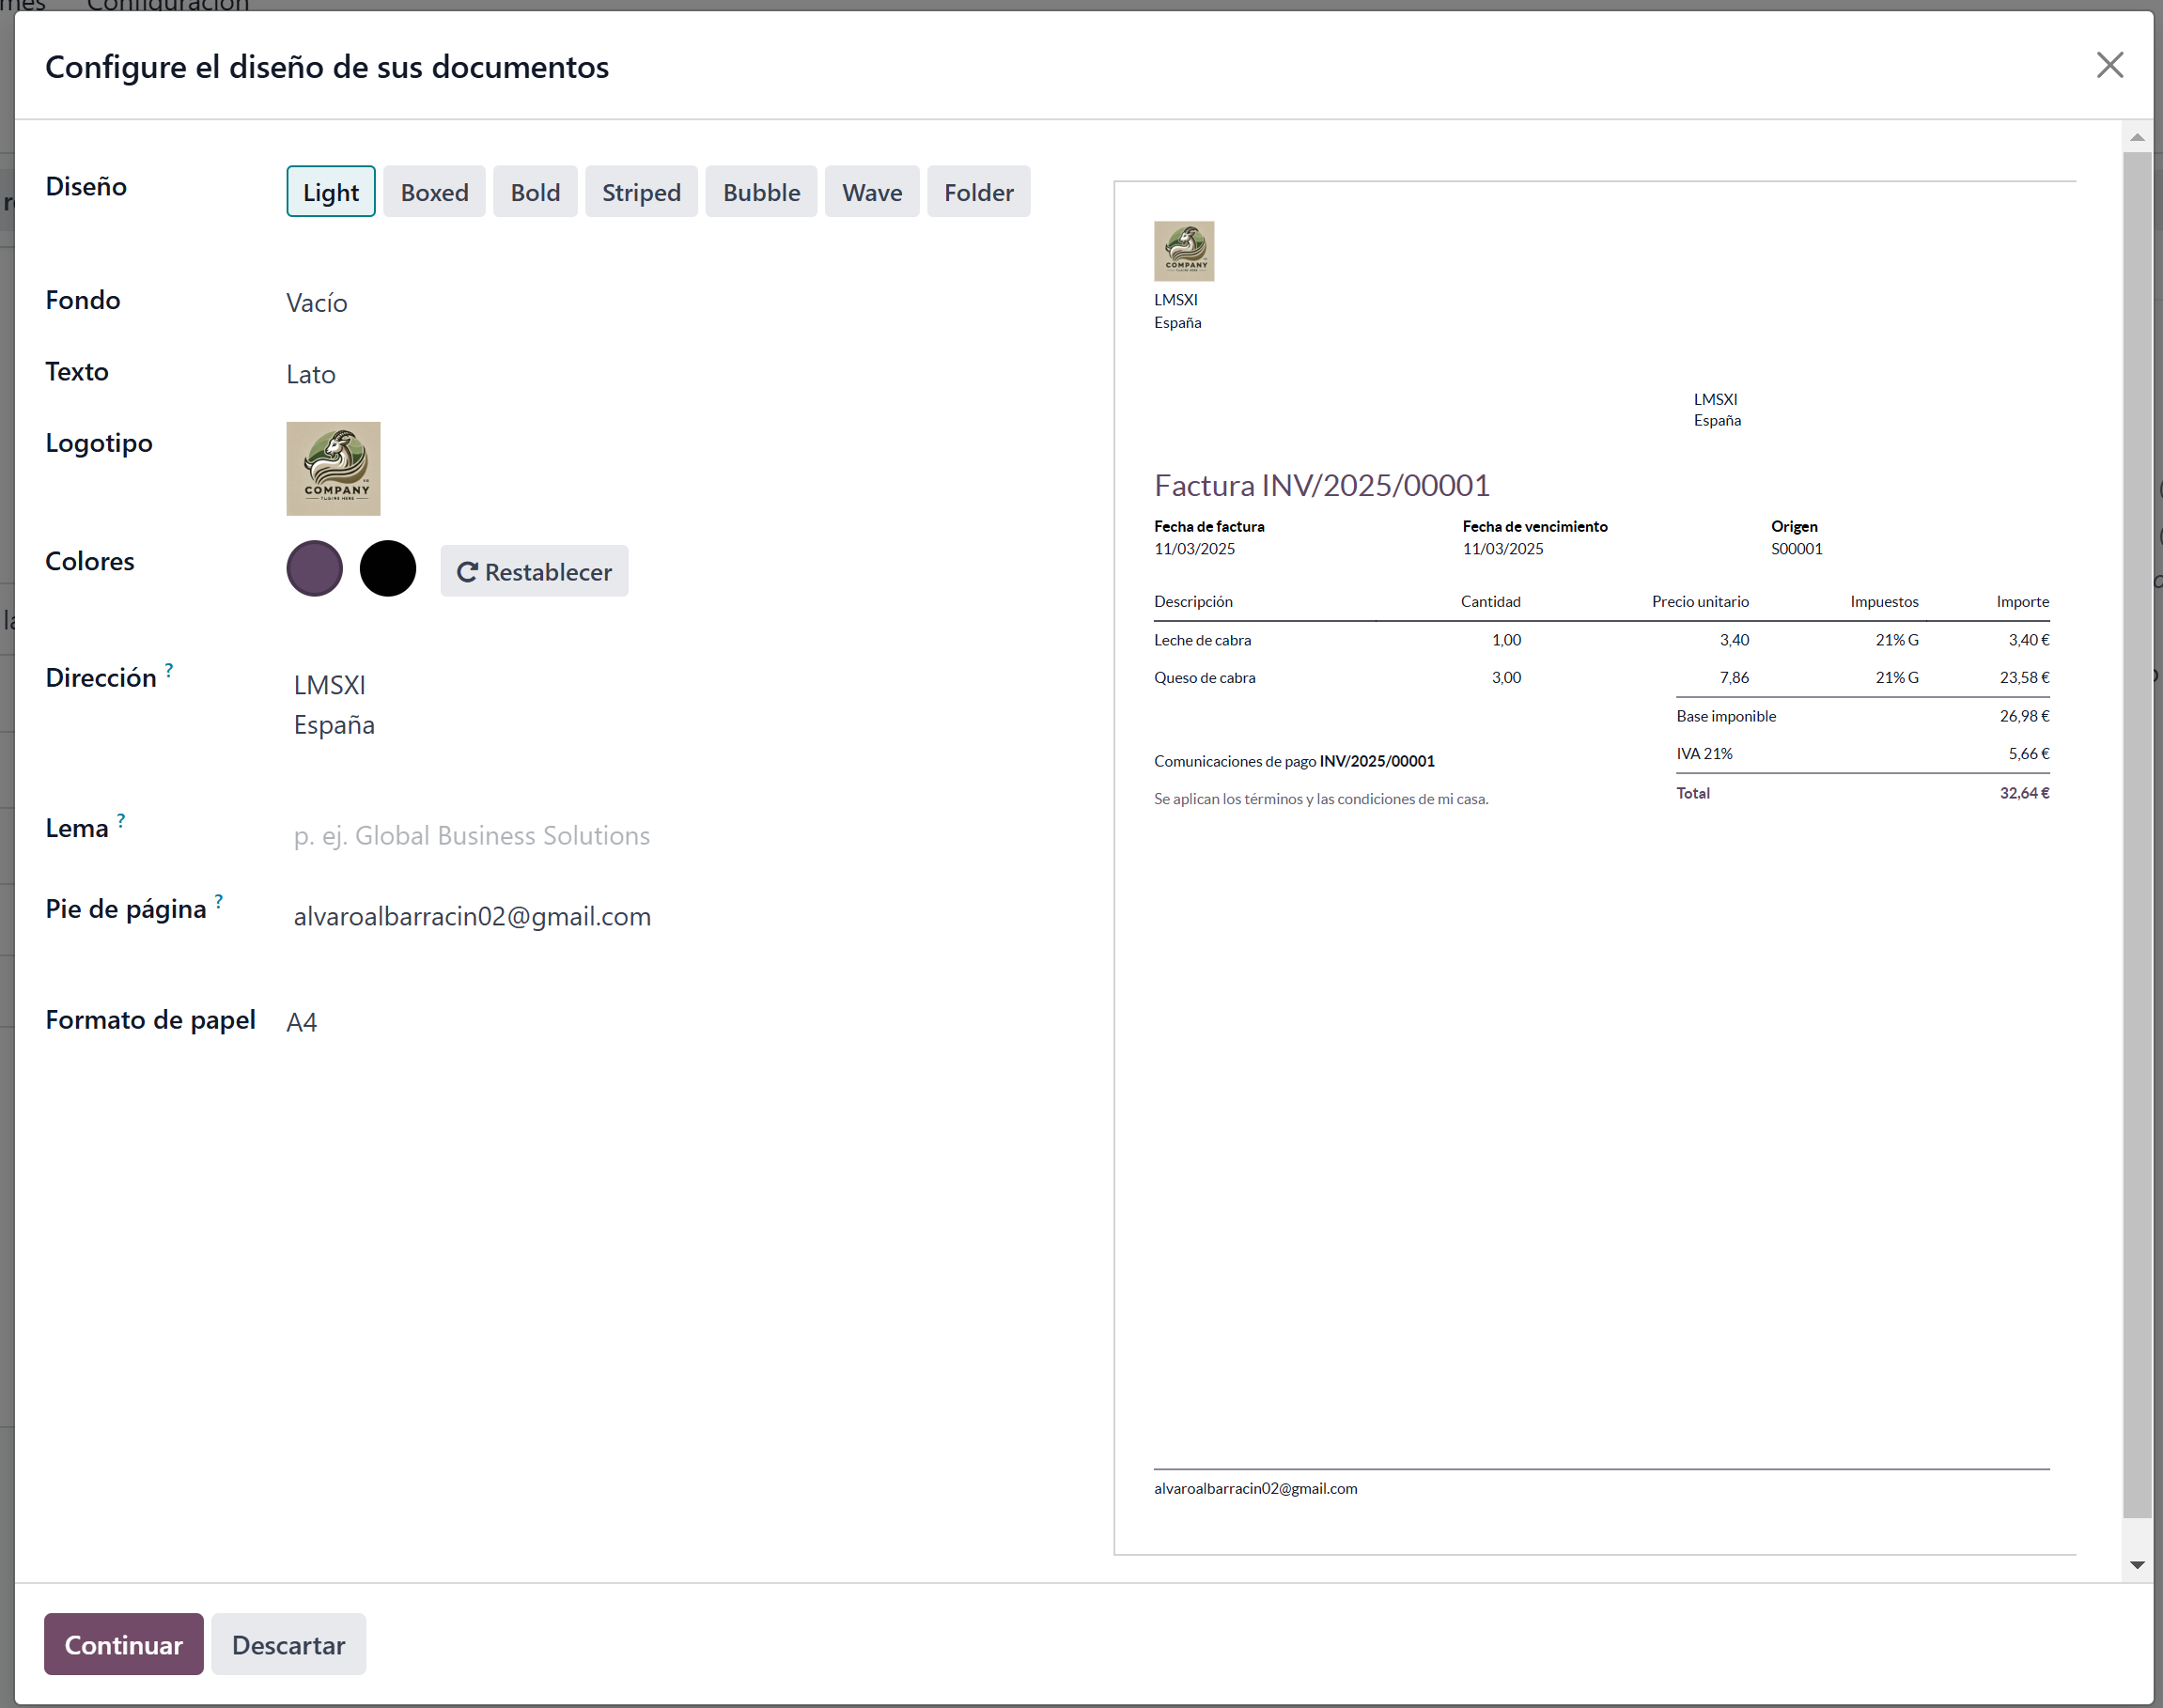 Configuración
Configure el diseño de sus documentos
Diseño
Light Boxed Bold Striped Bubble Wave Folder
Fondo
Vacío
Texto
Lato
Logotipo
COMPANY
Colores
Restablecer
Dirección ?
LMSXI
España
Lema ?
p. ej. Global Business Solutions
Pie de página ?
alvaroalbarracin02@gmail.com
Formato de papel
A4
COMPANY
LMSXI
España
LMSXI
España
Factura INV/2025/00001
Fecha de factura Fecha de vencimiento Origen
11/03/2025 11/03/2025 S00001
Descripción Cantidad Precio unitario Impuestos Importe
Leche de cabra 1,00 3,40 21% G 3,40 €
Queso de cabra 3,00 7,86 21% G 23,58 €
Base imponible 26,98 €
IVA 21% 5,66 €
Total 32,64 €
Comunicaciones de pago INV/2025/00001
Se aplican los términos y las condiciones de mi casa.
alvaroalbarracin02@gmail.com
Continuar Descartar